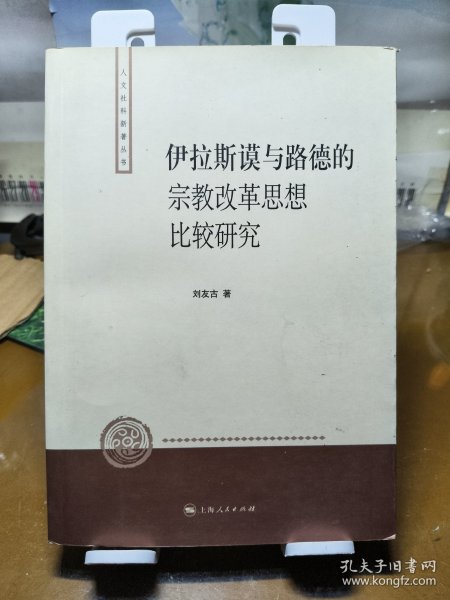 人文社科新著丛书
伊拉斯谟与路德的
宗教改革思想
比较研究
刘友古 著
上海人民出版社
孔夫子旧书网
www.kongfz.com